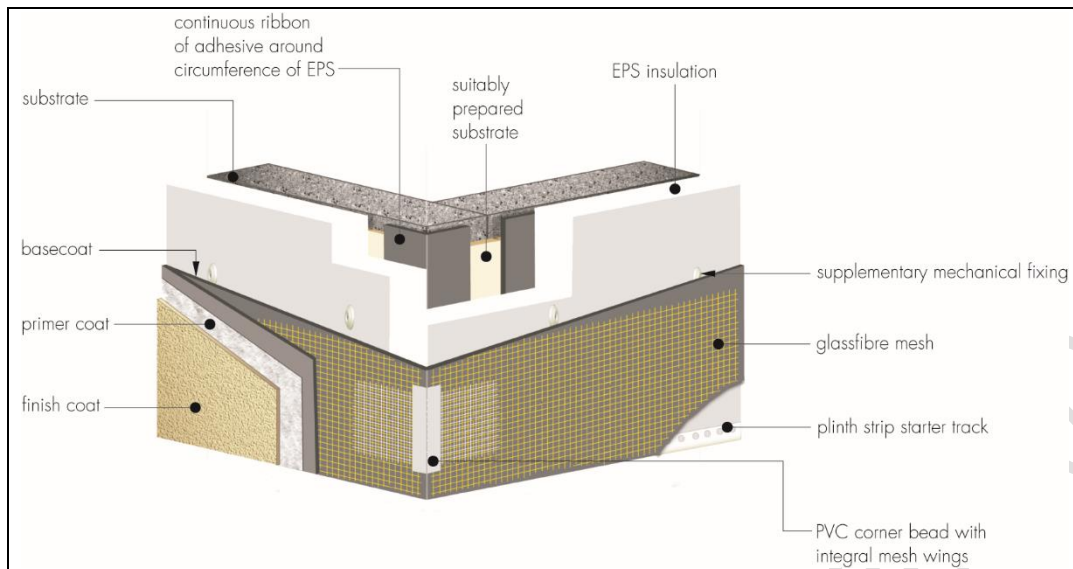 continuous ribbon
of adhesive around
circumference of EPS
suitably
prepared
substrate
EPS insulation
substrate
basecoat
primer coat
finish coat
supplementary mechanical fixing
glassfibre mesh
plinth strip starter track
PVC corner bead with
integral mesh wings